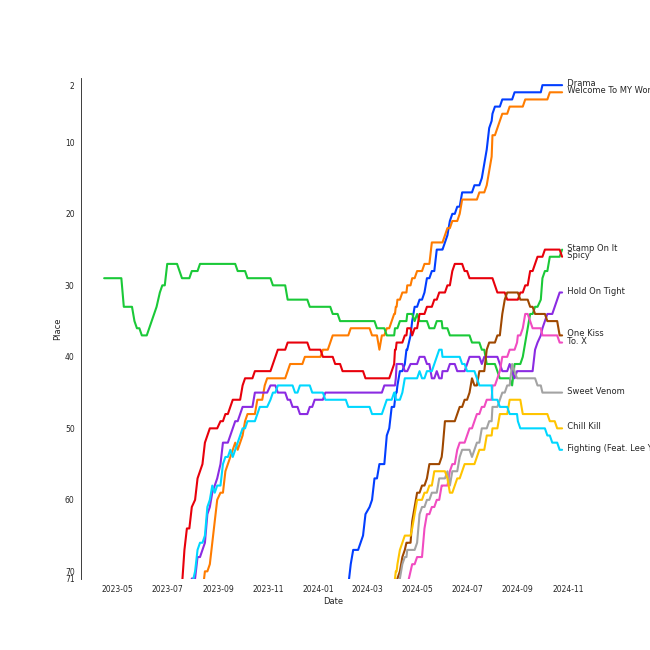 Drama
2
Welcome To MY Wor
10
20
Stamp On It
Spicy
30
Hold On Tight
Place
One Kiss
To. X
40
Sweet Venom
Chill Kill
50
Fighting (Feat. Lee Y
60
70
71
2023-05 2023-07 2023-09 2023-11 2024-01 2024-03 2024-05 2024-07 2024-09 2024-11
Date